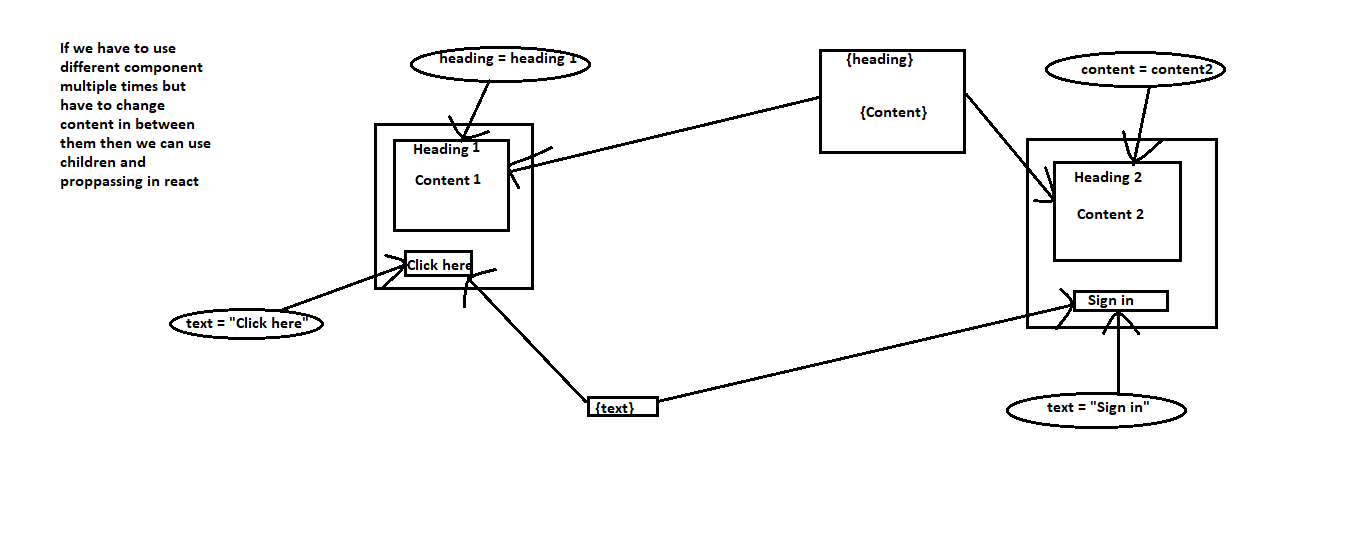 If we have to use
different component
multiple times but
have to change
content in between
them then we can use
children and
proppassing in react
heading = heading 1
{heading}
{Content}
content = content2
Heading 1
Content 1
Click here
Heading 2
Content 2
Sign in
text = "Click here"
{text}
text = "Sign in"